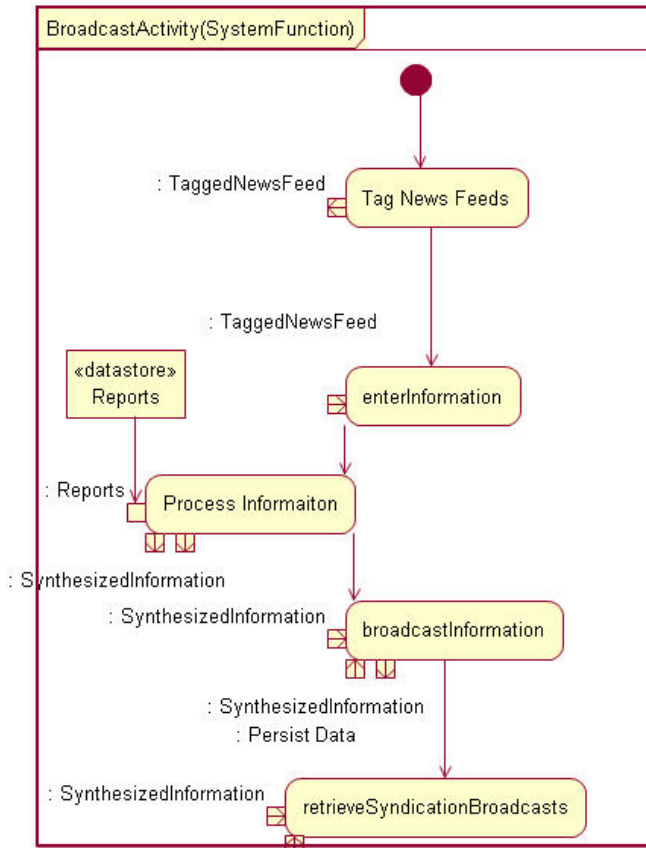 BroadcastActivity(SystemFunction)
: TaggedNewsFeed
Tag News Feeds
: TaggedNewsFeed
«datastore»
Reports
enterInformation
: Reports
Process Informaiton
: SynthesizedInformation
: SynthesizedInformation
broadcastInformation
: SynthesizedInformation
: Persist Data
: SynthesizedInformation
retrieveSyndicationBroadcasts